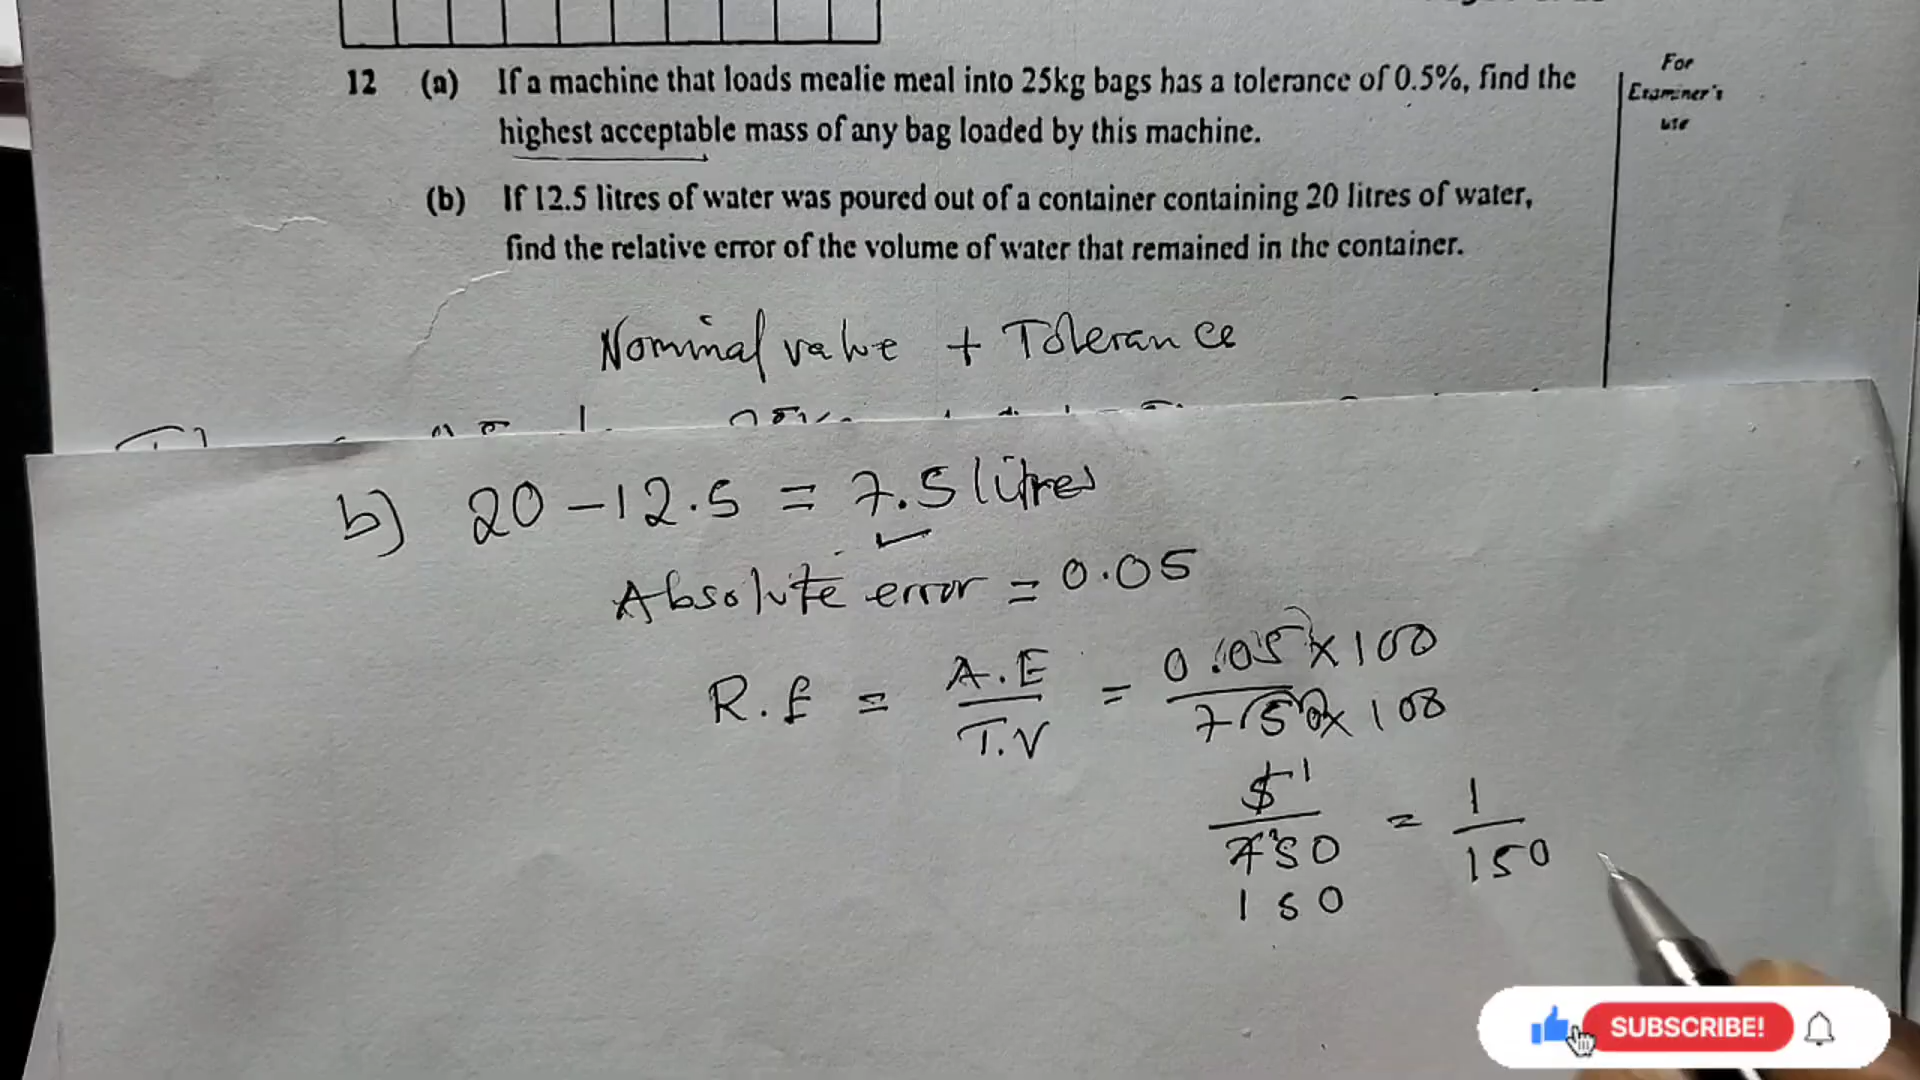 For
Examiner's
use
12 (a) If a machine that loads mealie meal into 25kg bags has a tolerance of 0.5%, find the
highest acceptable mass of any bag loaded by this machine.
(b) If 12.5 litres of water was poured out of a container containing 20 litres of water,
find the relative error of the volume of water that remained in the container.
Nominal value + Tolerance
b) 20 - 12.5 = 7.5 litres
Absolute error = 0.05
R.E = A.E / T.V = 0.05 x 100 / 7.50 x 100
5 1 / 750 = 1 / 150
150
SUBSCRIBE!